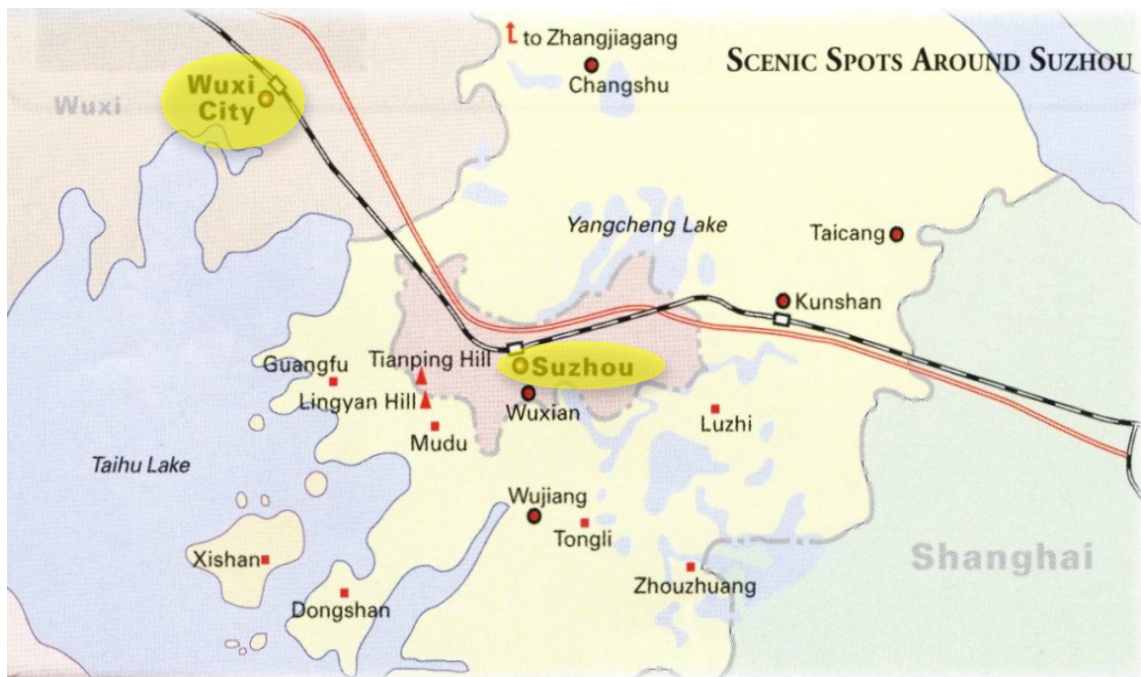 SCENIC SPOTS AROUND SUZHOU
to Zhangjiagang
Changshu
Wuxi
City
Wuxi
Yangcheng Lake
Taicang
Kunshan
Guangfu
Tianping Hill
Suzhou
Lingyan Hill
Wuxian
Luzhi
Mudu
Taihu Lake
Wujiang
Tongli
Xishan
Zhouzhuang
Shanghai
Dongshan